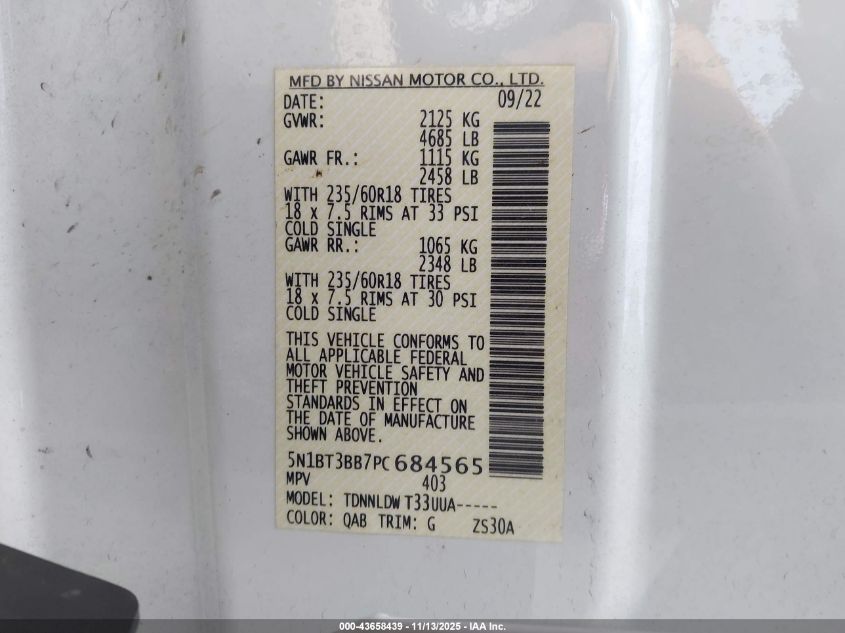 MFD BY NISSAN MOTOR CO., LTD.
DATE: 09/22
GVWR: 2125 KG
4685 LB
GAWR FR.: 1115 KG
2458 LB
WITH 235/60R18 TIRES
18 x 7.5 RIMS AT 33 PSI
COLD SINGLE
GAWR RR.: 1065 KG
2348 LB
WITH 235/60R18 TIRES
18 x 7.5 RIMS AT 30 PSI
COLD SINGLE
THIS VEHICLE CONFORMS TO
ALL APPLICABLE FEDERAL
MOTOR VEHICLE SAFETY AND
THEFT PREVENTION
STANDARDS IN EFFECT ON
THE DATE OF MANUFACTURE
SHOWN ABOVE.
5N1BT3BB7PC684565
MPV 403
MODEL: TDNNLDW T33UUA-----
COLOR: QAB TRIM: G ZS30A
000-43658439 - 11/13/2025 - IAA Inc.